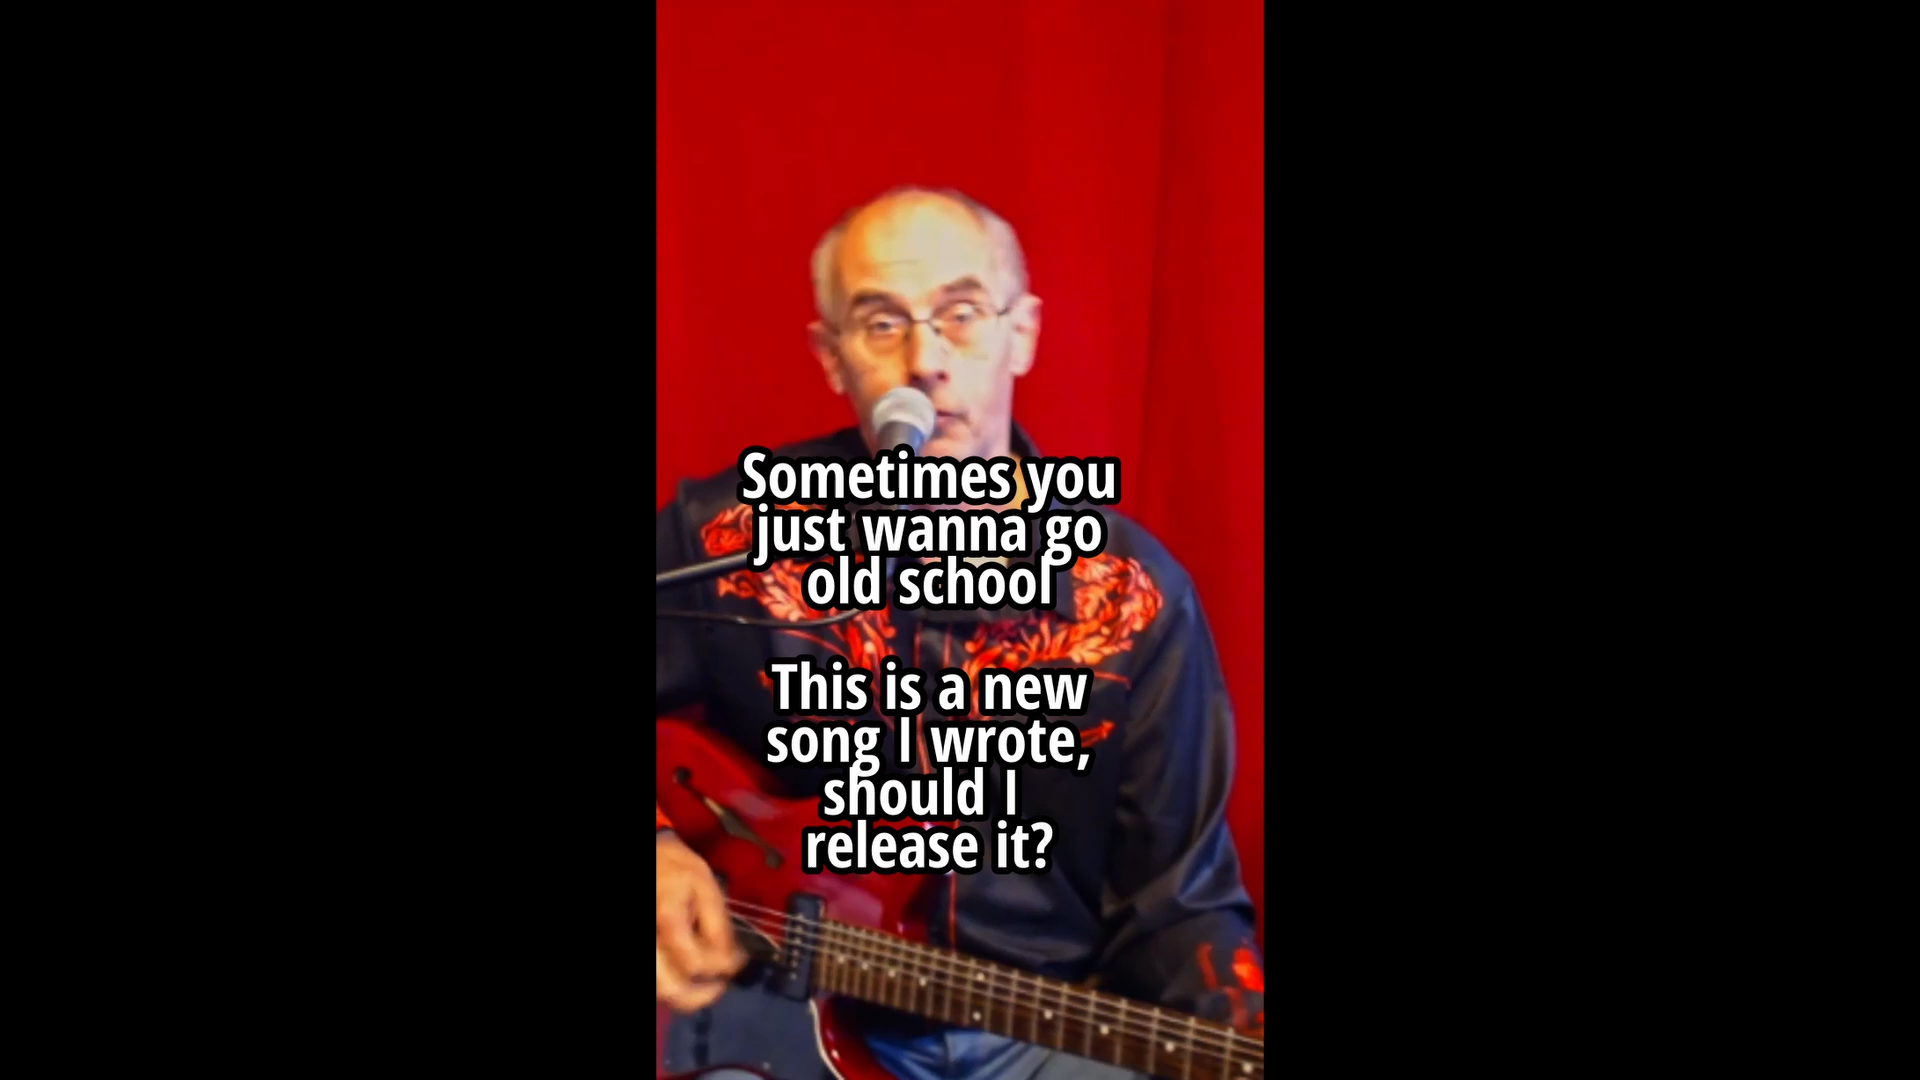 Sometimes you
just wanna go
old school
This is a new
song I wrote,
should I
release it?